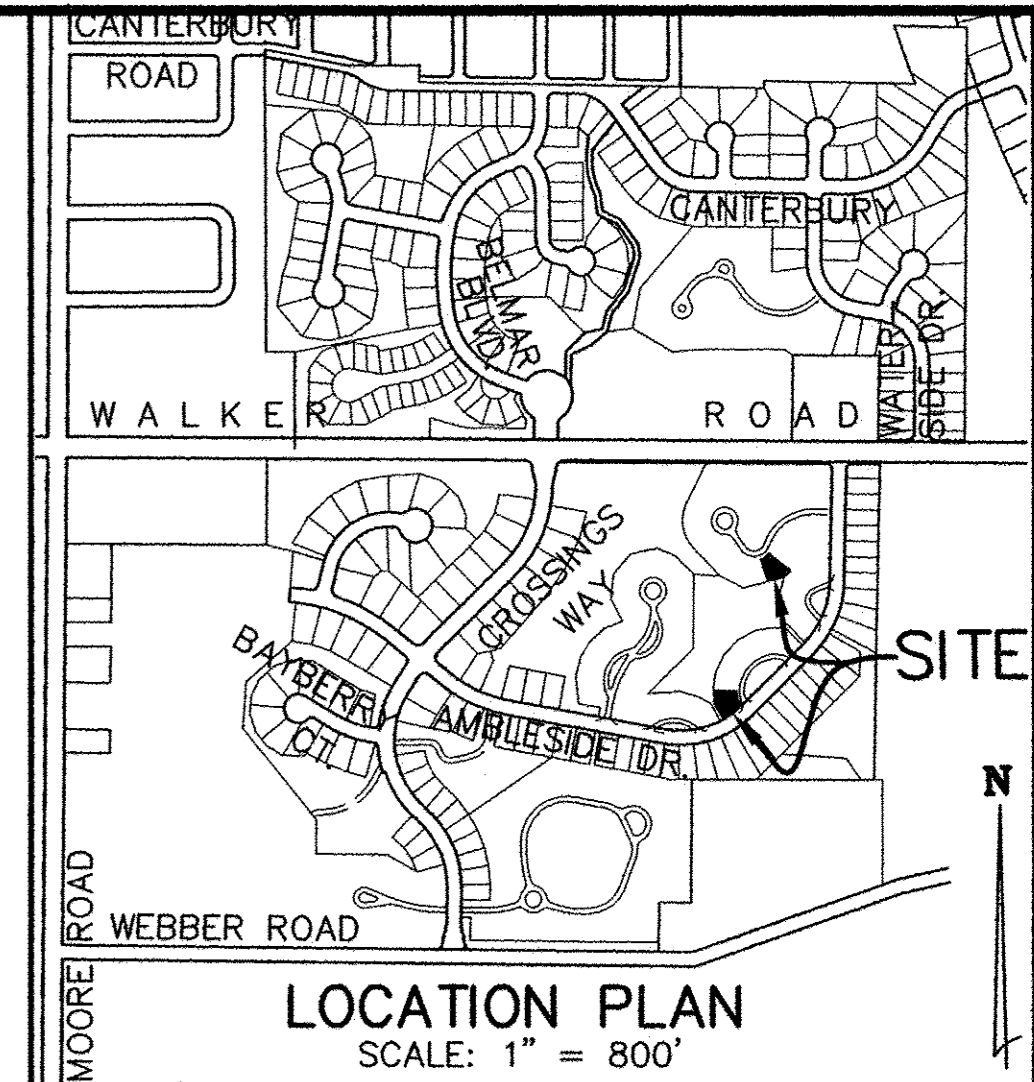 CANTERBURY
ROAD
CANTERBURY
BELMAR
BLVD
WATER
SIDE DR.
WALKER ROAD
CROSSINGS
WAY
SITE
BAYBERRY
CT.
AMBLESIDE DR.
N
MOORE ROAD
WEBBER ROAD
LOCATION PLAN
SCALE: 1" = 800'